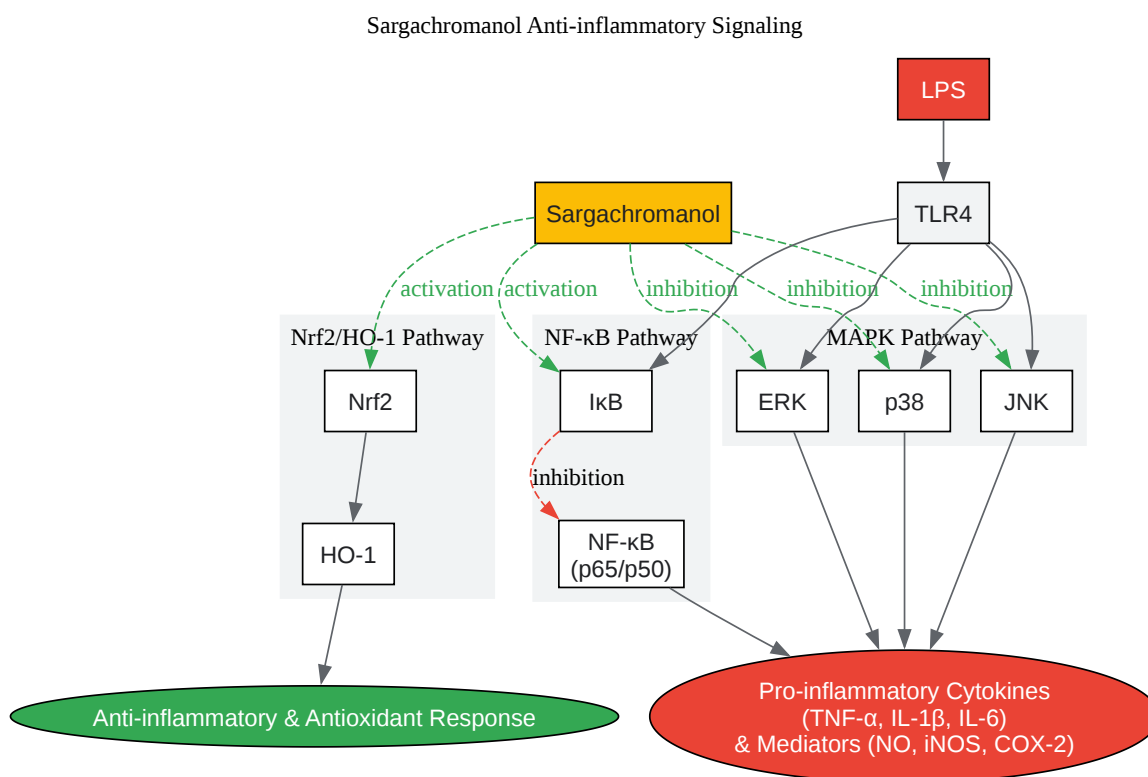 Sargachromanol Anti-inflammatory Signaling
LPS
Sargachromanol
TLR4
activation
activation
inhibition
inhibition
inhibition
Nrf2/HO-1 Pathway
NF-κB Pathway
MAPK Pathway
Nrf2
IκB
ERK
p38
JNK
inhibition
HO-1
NF-κB
(p65/p50)
Anti-inflammatory & Antioxidant Response
Pro-inflammatory Cytokines
(TNF-α, IL-1β, IL-6)
& Mediators (NO, iNOS, COX-2)